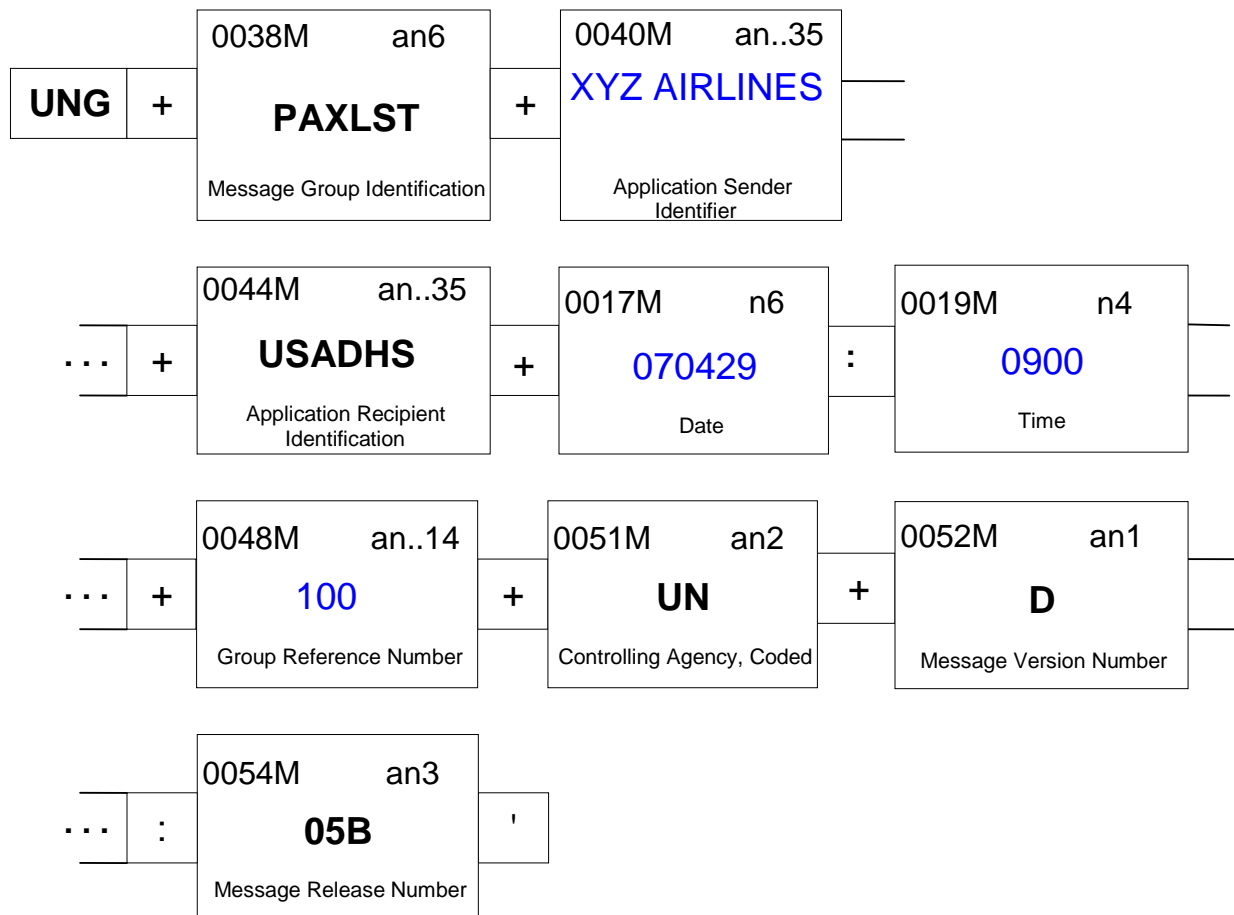 0038M an6 0040M an..35
UNG + PAXLST + XYZ AIRLINES
Message Group Identification Application Sender
Identifier
0044M an..35 0017M n6 0019M n4
... + USADHS + 070429 : 0900
Application Recipient
Identification Date Time
0048M an..14 0051M an2 0052M an1
... + 100 + UN + D
Group Reference Number Controlling Agency, Coded Message Version Number
0054M an3
... : 05B '
Message Release Number